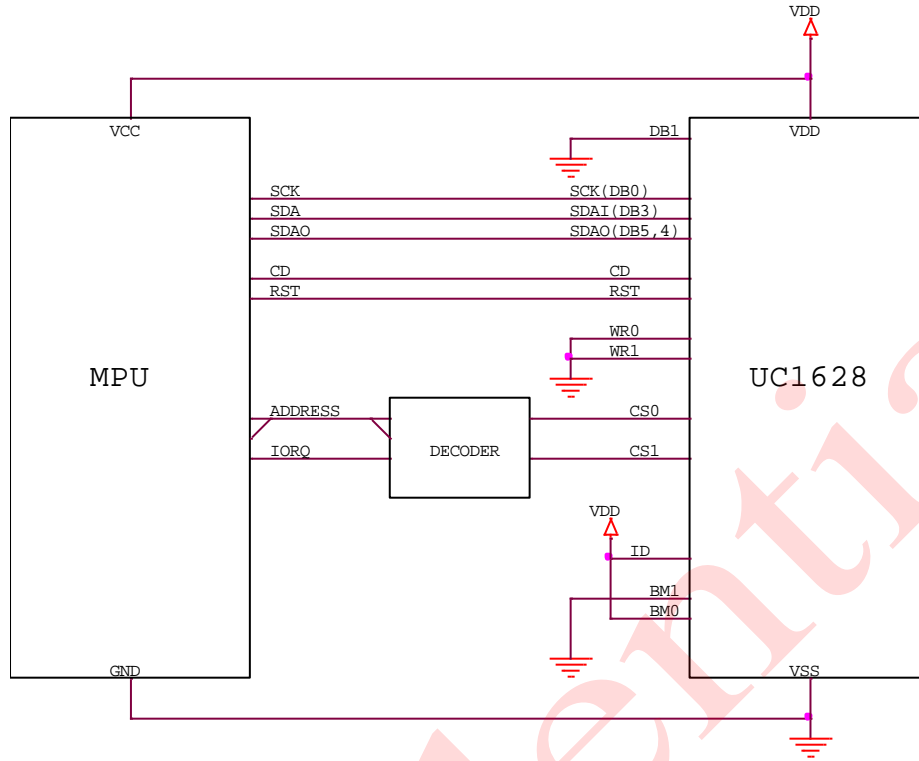 VDD
VCC DB1 VDD
SCK SCK(DB0)
SDA SDAI(DB3)
SDAO SDAO(DB5,4)
CD CD
RST RST
WR0
WR1
MPU UC1628
ADDRESS CS0
DECODER
IORQ CS1
VDD
ID
BM1
BM0
GND VSS